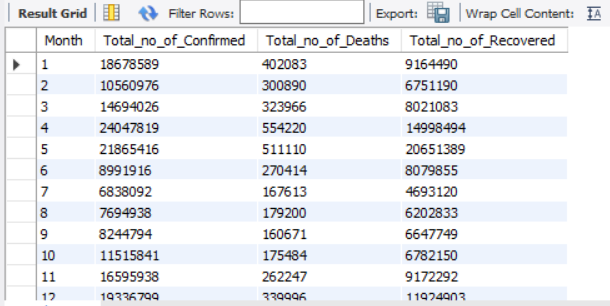 Result Grid Filter Rows: Export: Wrap Cell Content: IA
Month Total_no_of_Confirmed Total_no_of_Deaths Total_no_of_Recovered
1 18678589 402083 9164490
2 10560976 300890 6751190
3 14694026 323966 8021083
4 24047819 554220 14998494
5 21865416 511110 20651389
6 8991916 270414 8079855
7 6838092 167613 4693120
8 7694938 179200 6202833
9 8244794 160671 6647749
10 11515841 175484 6782150
11 16595938 262247 9172292
12 19336799 339996 11924903